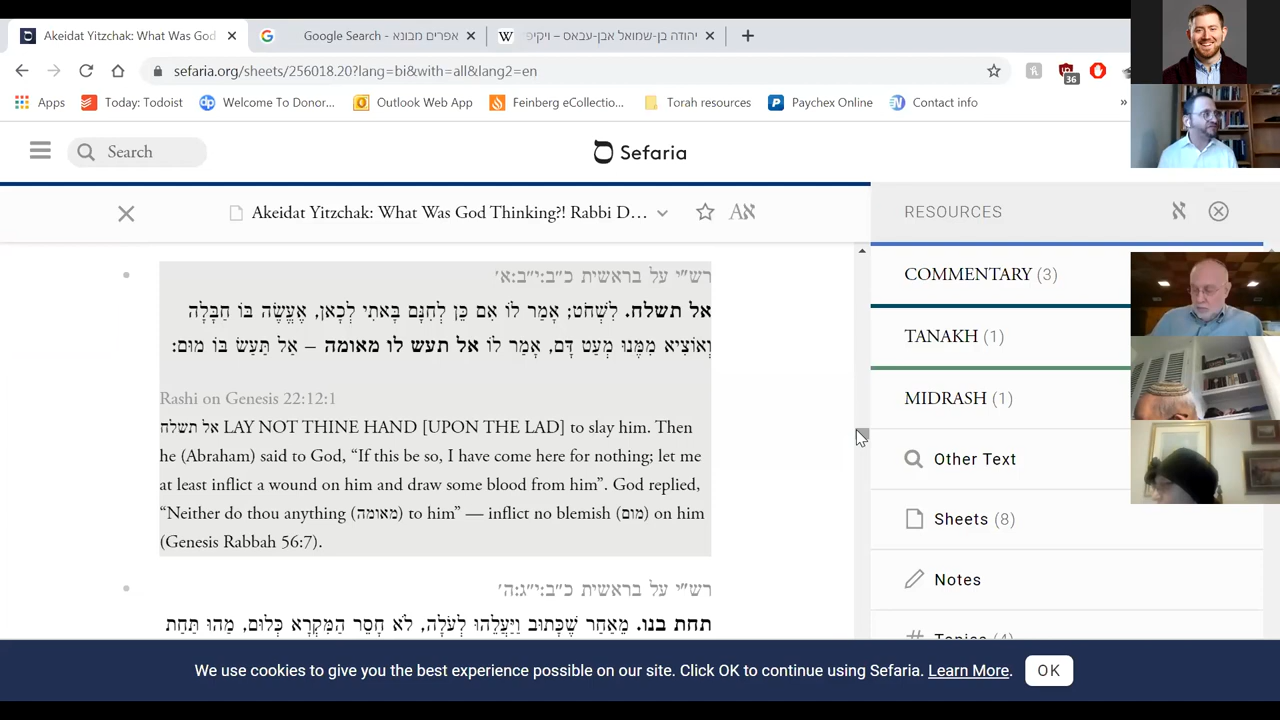 Akeidat Yitzchak: What Was God
Google Search - אפרים מבונא
יהודה בן-שמואל אבן-עבאס – ויקיפ
sefaria.org/sheets/256018.20?lang=bi&with=all&lang2=en
36
Apps
Today: Todoist
Welcome To Donor...
Outlook Web App
Feinberg eCollectio...
Torah resources
Paychex Online
Contact info
»
Search
Sefaria
Akeidat Yitzchak: What Was God Thinking?! Rabbi D...
Aא
RESOURCES
א
רש״י על בראשית כ״ב:י״ב:א׳
אל תשלח. לִשְׁחֹט; אָמַר לוֹ אִם כֵּן לְחִנָּם בָּאתִי לְכָאן, אֶעֱשֶׂה בּוֹ חַבָּלָה
וְאוֹצִיא מִמֶּנּוּ מְעַט דָּם, אָמַר לוֹ אל תעש לו מאומה – אַל תַּעַשׂ בּוֹ מוּם:
Rashi on Genesis 22:12:1
אל תשלח LAY NOT THINE HAND [UPON THE LAD] to slay him. Then
he (Abraham) said to God, “If this be so, I have come here for nothing; let me
at least inflict a wound on him and draw some blood from him”. God replied,
“Neither do thou anything (מאומה) to him” — inflict no blemish (מום) on him
(Genesis Rabbah 56:7).
רש״י על בראשית כ״ב:י״ג:ה׳
תחת בנו. מֵאַחַר שֶׁכָּתוּב וַיַּעֲלֵהוּ לְעֹלָה, לֹא חָסֵר הַמִּקְרָא כְּלוּם, מַהוּ תַּחַת
COMMENTARY (3)
TANAKH (1)
MIDRASH (1)
Other Text
Sheets (8)
Notes
Topics (4)
We use cookies to give you the best experience possible on our site. Click OK to continue using Sefaria. Learn More.
OK